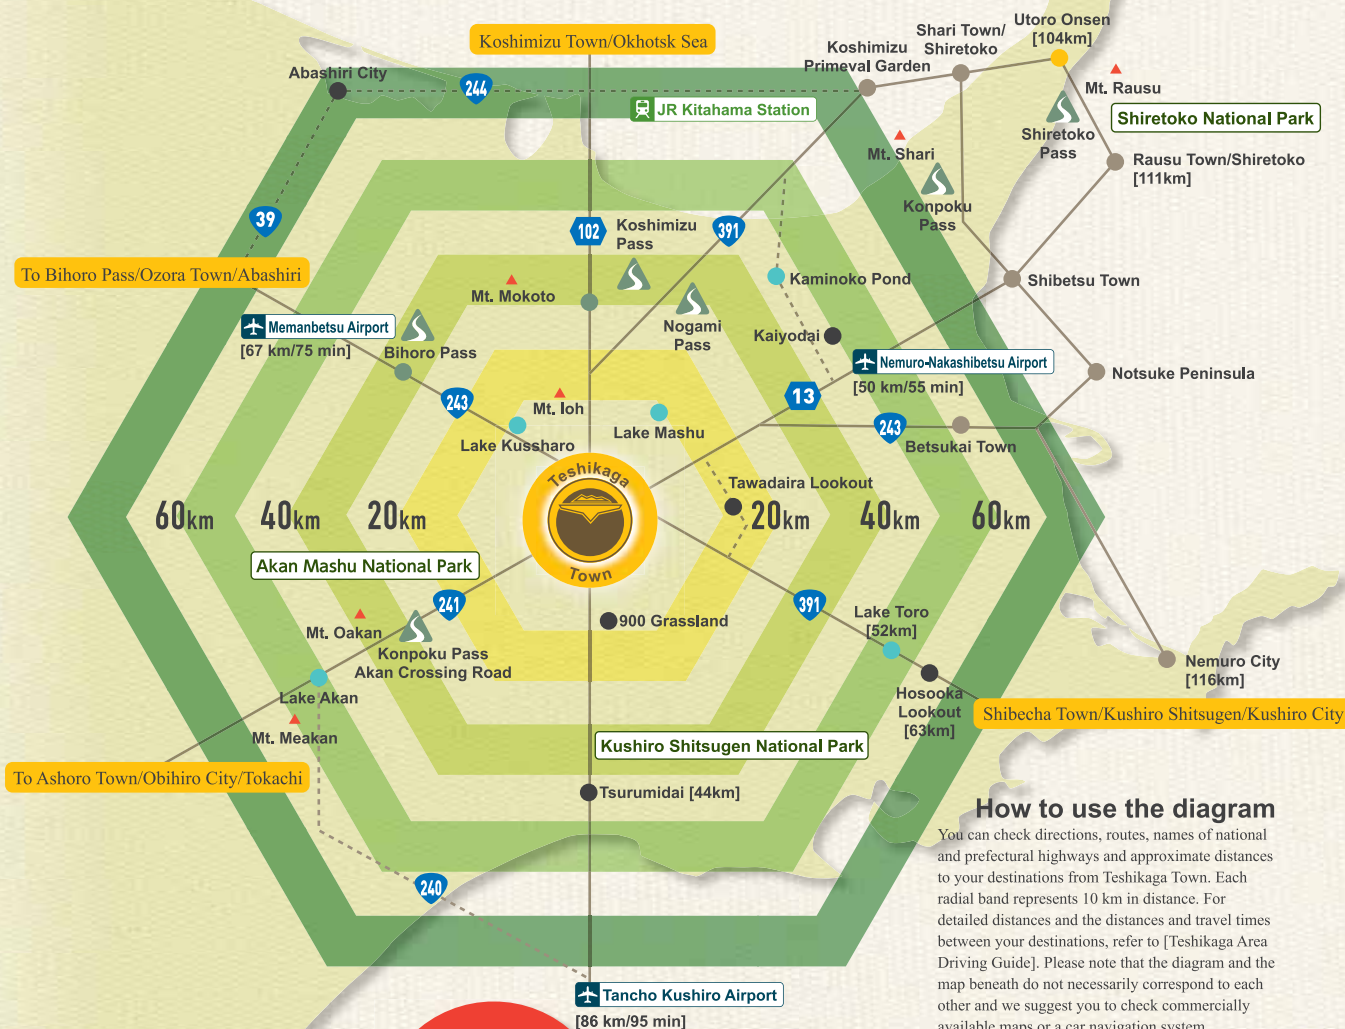 Koshimizu Town/Okhotsk Sea
Utoro Onsen
[104km]
Shari Town/
Shiretoko
Koshimizu
Primeval Garden
Abashiri City
244
JR Kitahama Station
Mt. Rausu
Shiretoko National Park
Shiretoko
Pass
Mt. Shari
Rausu Town/Shiretoko
[111km]
Konpoku
Pass
39
102
Koshimizu
Pass
391
To Bihoro Pass/Ozora Town/Abashiri
Mt. Mokoto
Kaminoko Pond
Shibetsu Town
Memanbetsu Airport
[67 km/75 min]
Bihoro Pass
Nogami
Pass
Kaiyodai
Nemuro-Nakashibetsu Airport
[50 km/55 min]
Notsuke Peninsula
243
Mt. Ioh
13
Lake Kussharo
Lake Mashu
243
Betsukai Town
Teshikaga
Town
Tawadaira Lookout
60km
40km
20km
20km
40km
60km
Akan Mashu National Park
241
391
Mt. Oakan
900 Grassland
Lake Toro
[52km]
Konpoku Pass
Akan Crossing Road
Lake Akan
Nemuro City
[116km]
Hosooka
Lookout
[63km]
Shibecha Town/Kushiro Shitsugen/Kushiro City
Mt. Meakan
Kushiro Shitsugen National Park
To Ashoro Town/Obihiro City/Tokachi
Tsurumidai [44km]
240
Tancho Kushiro Airport
[86 km/95 min]
How to use the diagram
You can check directions, routes, names of national
and prefectural highways and approximate distances
to your destinations from Teshikaga Town. Each
radial band represents 10 km in distance. For
detailed distances and the distances and travel times
between your destinations, refer to [Teshikaga Area
Driving Guide]. Please note that the diagram and the
map beneath do not necessarily correspond to each
other and we suggest you to check commercially
available maps or a car navigation system